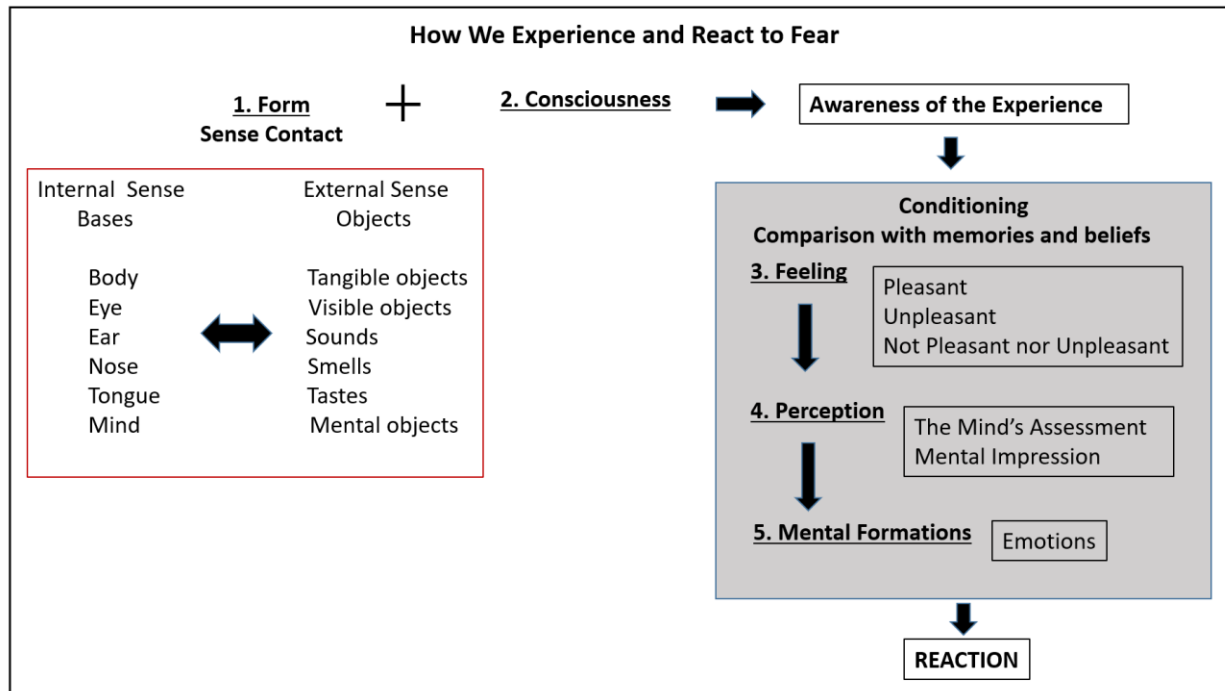 How We Experience and React to Fear
1. Form + 2. Consciousness Awareness of the Experience
Sense Contact
Internal Sense External Sense
Bases Objects
Body Tangible objects
Eye Visible objects
Ear Sounds
Nose Smells
Tongue Tastes
Mind Mental objects
Conditioning
Comparison with memories and beliefs
3. Feeling
Pleasant
Unpleasant
Not Pleasant nor Unpleasant
4. Perception
The Mind’s Assessment
Mental Impression
5. Mental Formations
Emotions
REACTION